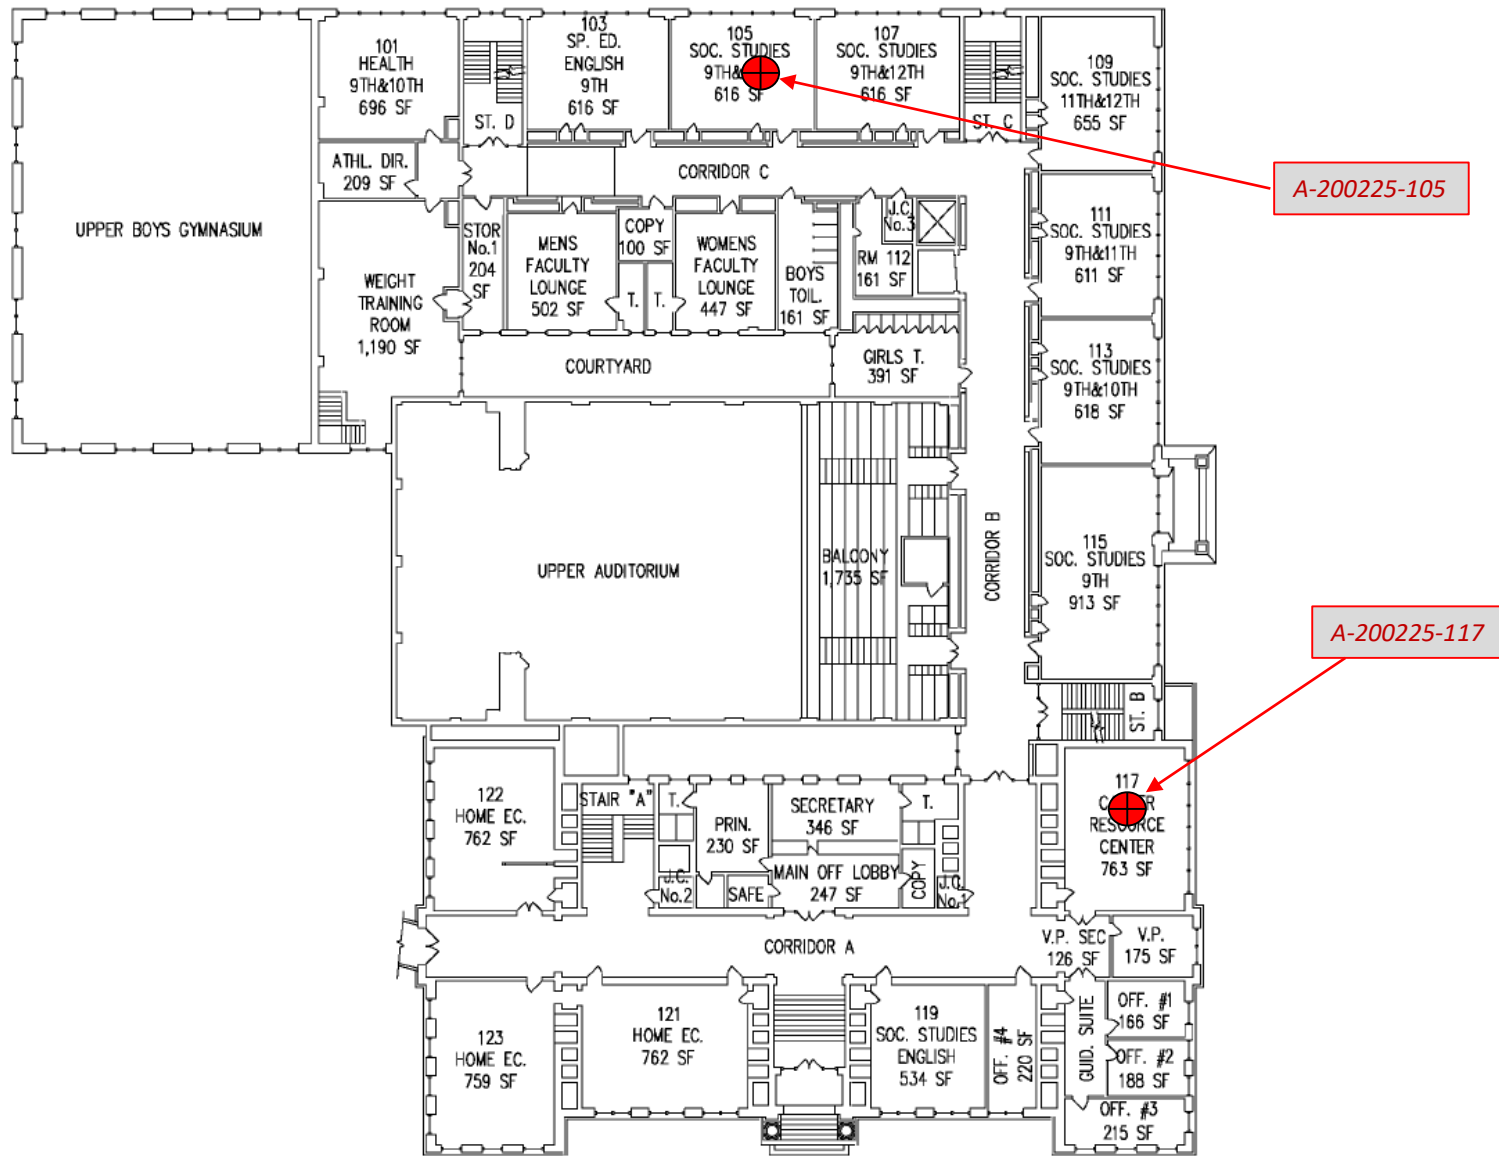 101
HEALTH
9TH&10TH
696 SF
ST. D
103
SP. ED.
ENGLISH
9TH
616 SF
105
SOC. STUDIES
9TH&
616 SF
107
SOC. STUDIES
9TH&12TH
616 SF
ST. C
109
SOC. STUDIES
11TH&12TH
655 SF
A-200225-105
ATHL. DIR.
209 SF
CORRIDOR C
UPPER BOYS GYMNASIUM
WEIGHT
TRAINING
ROOM
1,190 SF
STOR
No.1
204
SF
MENS
FACULTY
LOUNGE
502 SF
COPY
100 SF
T.
T.
WOMENS
FACULTY
LOUNGE
447 SF
BOYS
TOIL.
161 SF
J.C.
No.3
RM 112
161 SF
111
SOC. STUDIES
9TH&11TH
611 SF
COURTYARD
GIRLS T.
391 SF
113
SOC. STUDIES
9TH&10TH
618 SF
UPPER AUDITORIUM
BALCONY
1,735 SF
CORRIDOR B
115
SOC. STUDIES
9TH
913 SF
A-200225-117
ST. B
122
HOME EC.
762 SF
STAIR "A"
T.
PRIN.
230 SF
SECRETARY
346 SF
T.
117
RESOURCE
CENTER
763 SF
J.C.
No.2
SAFE
MAIN OFF LOBBY
247 SF
COPY
J.C.
No.1
CORRIDOR A
V.P. SEC
126 SF
V.P.
175 SF
123
HOME EC.
759 SF
121
HOME EC.
762 SF
119
SOC. STUDIES
ENGLISH
534 SF
OFF. #4
220 SF
GUID. SUITE
OFF. #1
166 SF
OFF. #2
188 SF
OFF. #3
215 SF